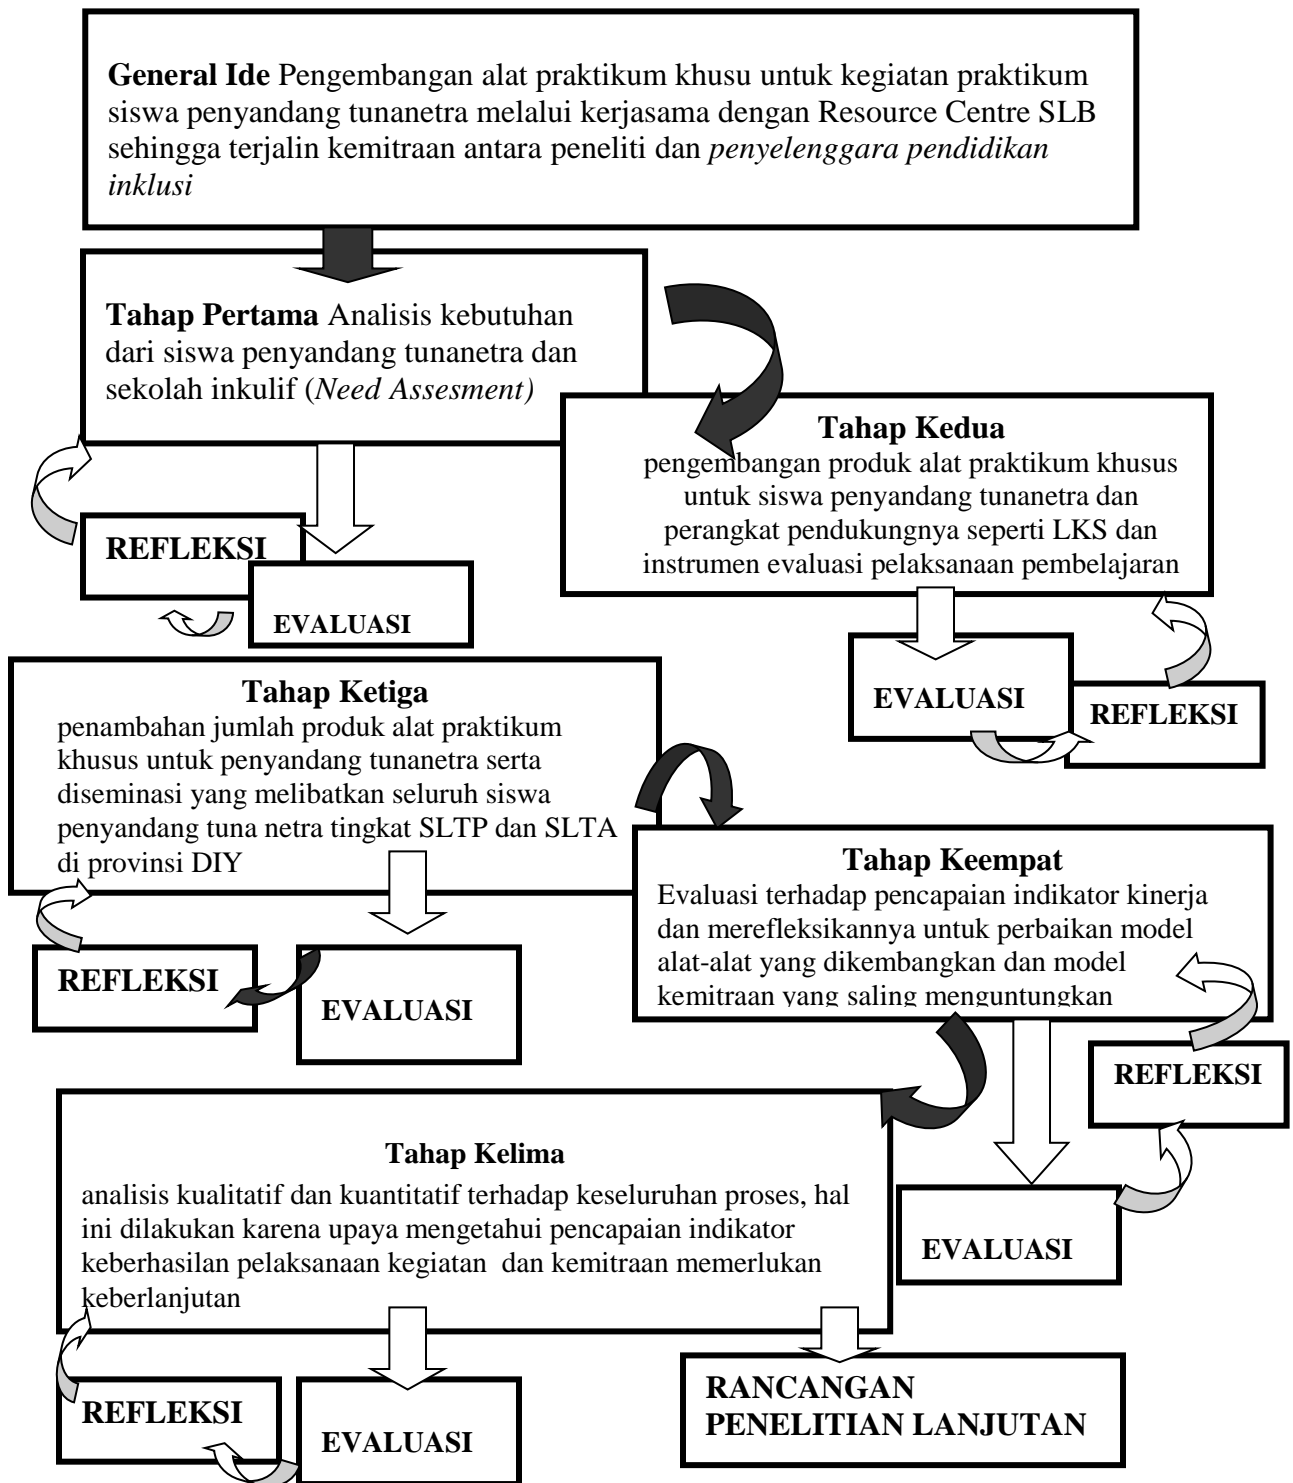 General Ide Pengembangan alat praktikum khusu untuk kegiatan praktikum
siswa penyandang tunanetra melalui kerjasama dengan Resource Centre SLB
sehingga terjalin kemitraan antara peneliti dan penyelenggara pendidikan
inklusi
Tahap Pertama Analisis kebutuhan
dari siswa penyandang tunanetra dan
sekolah inkulif (Need Assesment)
Tahap Kedua
pengembangan produk alat praktikum khusus
untuk siswa penyandang tunanetra dan
perangkat pendukungnya seperti LKS dan
instrumen evaluasi pelaksanaan pembelajaran
REFLEKSI
EVALUASI
EVALUASI
REFLEKSI
Tahap Ketiga
penambahan jumlah produk alat praktikum
khusus untuk penyandang tunanetra serta
diseminasi yang melibatkan seluruh siswa
penyandang tuna netra tingkat SLTP dan SLTA
di provinsi DIY
Tahap Keempat
Evaluasi terhadap pencapaian indikator kinerja
dan merefleksikannya untuk perbaikan model
alat-alat yang dikembangkan dan model
kemitraan yang saling menguntungkan
REFLEKSI
EVALUASI
REFLEKSI
EVALUASI
Tahap Kelima
analisis kualitatif dan kuantitatif terhadap keseluruhan proses, hal
ini dilakukan karena upaya mengetahui pencapaian indikator
keberhasilan pelaksanaan kegiatan  dan kemitraan memerlukan
keberlanjutan
REFLEKSI
EVALUASI
RANCANGAN
PENELITIAN LANJUTAN